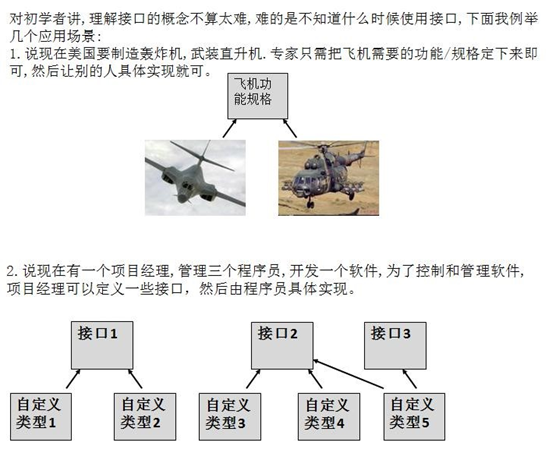 对初学者讲,理解接口的概念不算太难,难的是不知道什么时候使用接口,下面我例举
几个应用场景:
1.说现在美国要制造轰炸机,武装直升机.专家只需把飞机需要的功能/规格定下来即
可,然后让别的人具体实现就可。
飞机功
能规格
2.说现在有一个项目经理,管理三个程序员,开发一个软件,为了控制和管理软件,
项目经理可以定义一些接口，然后由程序员具体实现。
接口1
接口2
接口3
自定义
类型1
自定义
类型2
自定义
类型3
自定义
类型4
自定义
类型5